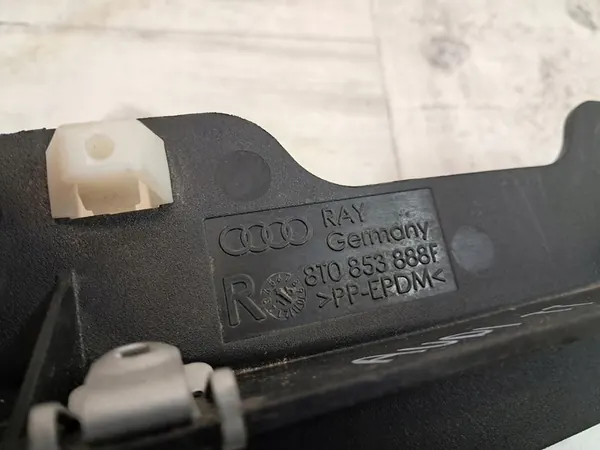 RAY
Germany
R
8T0 853 888F
>PP-EPDM<